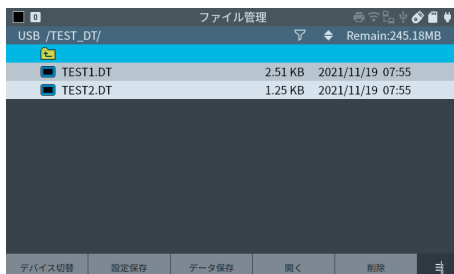 0 ファイル管理
USB /TEST_DT/ Remain:245.18MB
TEST1.DT 2.51 KB 2021/11/19 07:55
TEST2.DT 1.25 KB 2021/11/19 07:55
デバイス切替 設定保存 データ保存 開く 削除